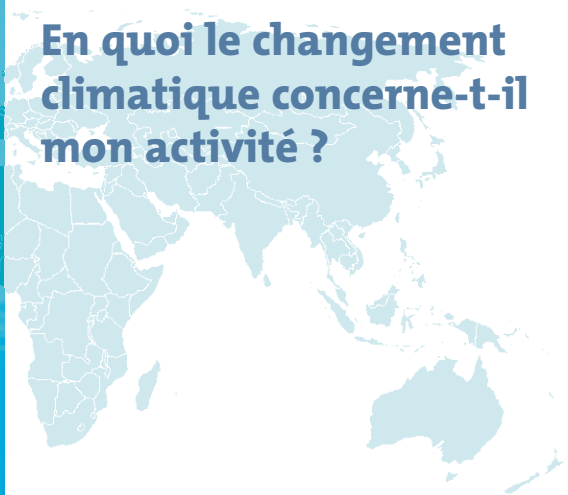 En quoi le changement
climatique concerne-t-il
mon activité ?